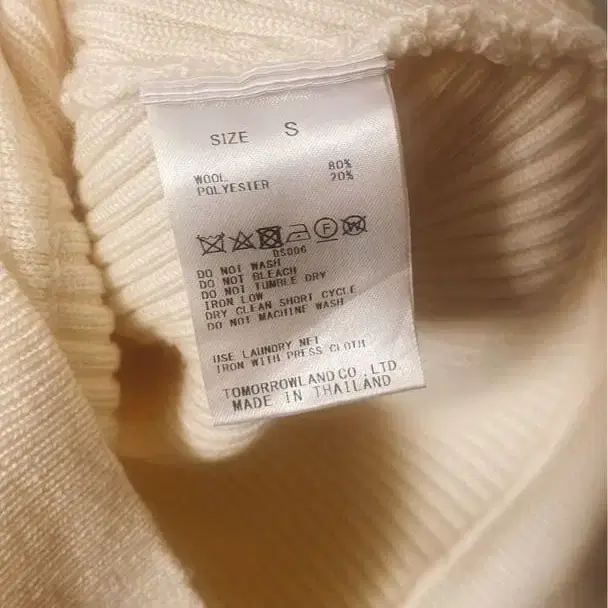 SIZE S
WOOL 80%
POLYESTER 20%
DS006
DO NOT WASH
DO NOT BLEACH
DO NOT TUMBLE DRY
IRON LOW
DRY CLEAN SHORT CYCLE
DO NOT MACHINE WASH
USE LAUNDRY NET
IRON WITH PRESS CLOTH
TOMORROWLAND CO.,LTD
MADE IN THAILAND